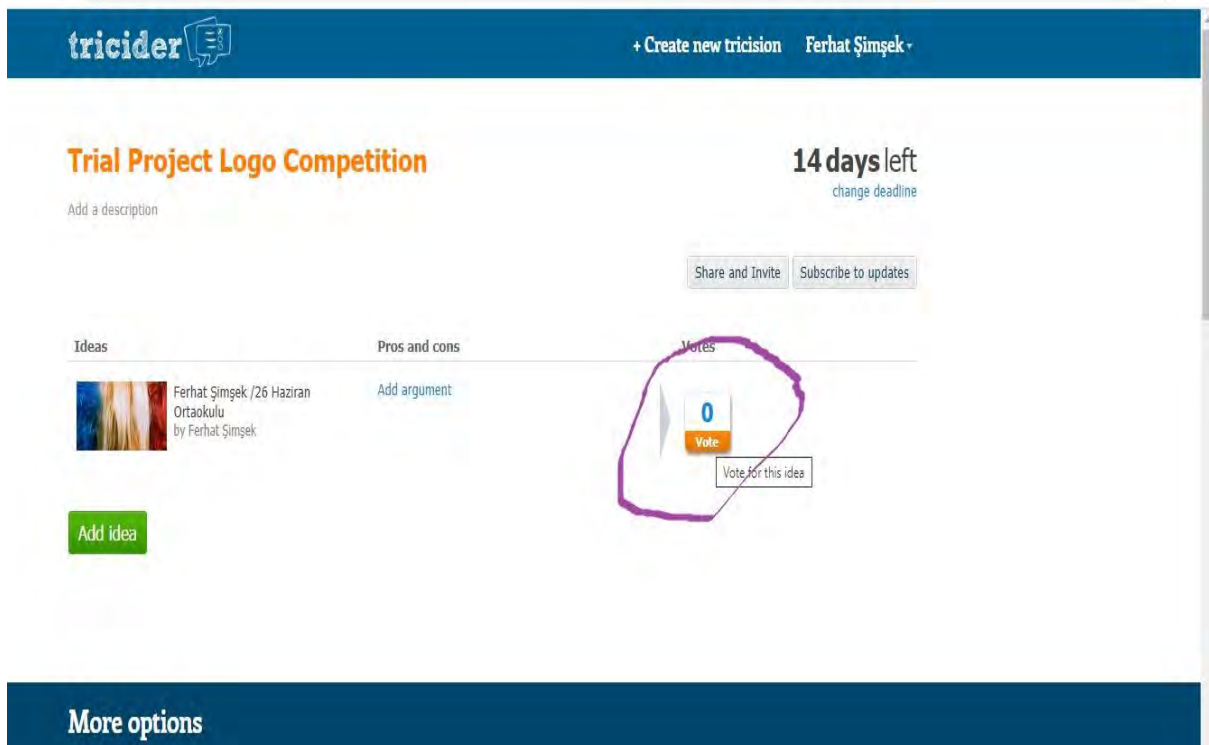 tricider
+ Create new tricision Ferhat Şimşek
Trial Project Logo Competition
14 days left
change deadline
Add a description
Share and Invite Subscribe to updates
Ideas Pros and cons Votes
Ferhat Şimşek /26 Haziran
Ortaokulu
by Ferhat Şimşek
Add argument
0
Vote
Vote for this idea
Add idea
More options